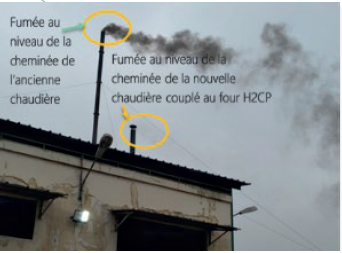 Fumée au
niveau de la
cheminée de
l'ancienne
chaudière
Fumée au niveau de la
cheminée de la nouvelle
chaudière couplé au four H2CP